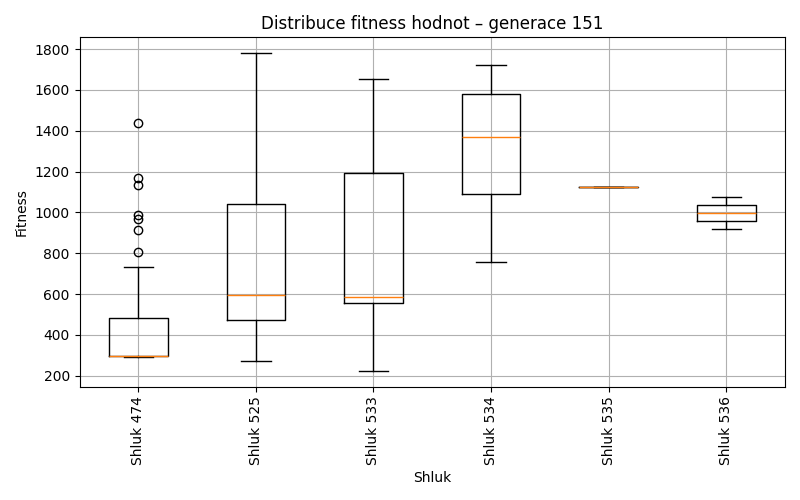 Distribuce fitness hodnot – generace 151
Fitness
1800
1600
1400
1200
1000
800
600
400
200
Shluk 474
Shluk 525
Shluk 533
Shluk 534
Shluk 535
Shluk 536
Shluk